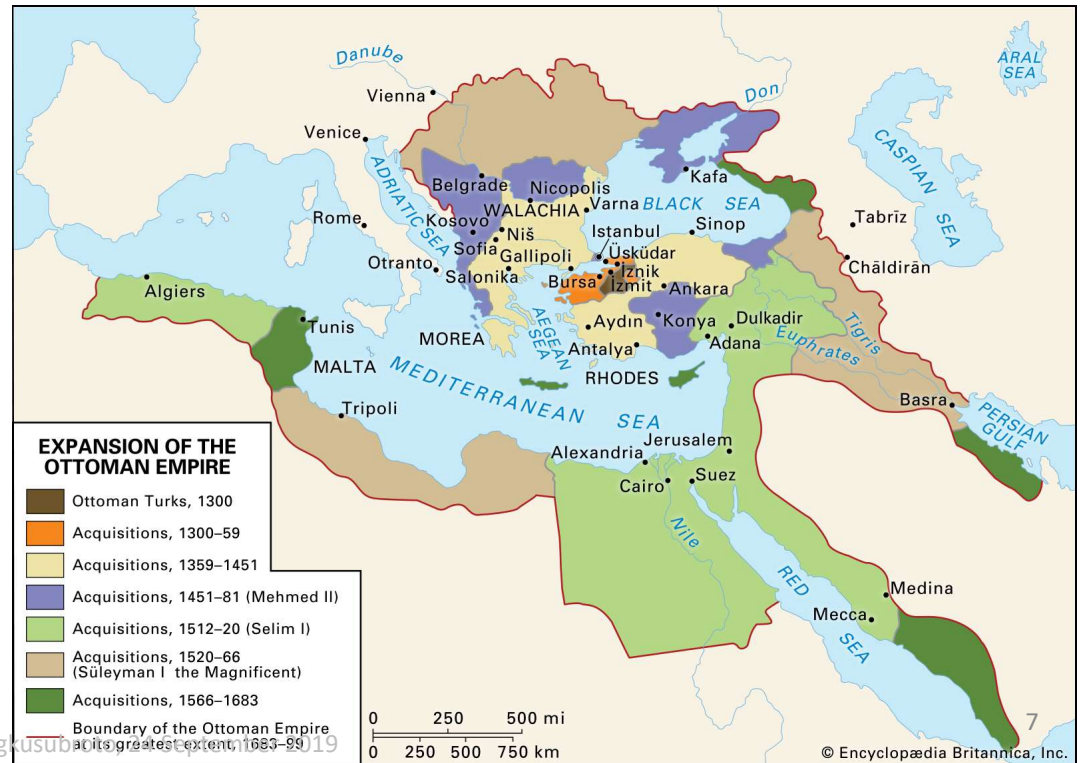 Danube
Vienna
Venice
ADRIATIC SEA
Belgrade
Nicopolis
WALACHIA
Varna
BLACK SEA
Kafa
Don
ARAL
SEA
CASPIAN
SEA
Tabrīz
Chāldirān
Rome
Otranto
Kosovo
Niš
Sofia
Salonika
Gallipoli
Istanbul
Üsküdar
İznik
İzmit
Bursa
Sinop
Ankara
Konya
Aydın
Antalya
Adana
Dulkadir
Euphrates
Tigris
Basra
PERSIAN
GULF
Algiers
Tunis
MALTA
MOREA
AEGEAN
SEA
RHODES
MEDITERRANEAN SEA
Tripoli
Alexandria
Jerusalem
Cairo
Suez
Nile
RED
SEA
Medina
Mecca
EXPANSION OF THE
OTTOMAN EMPIRE
Ottoman Turks, 1300
Acquisitions, 1300–59
Acquisitions, 1359–1451
Acquisitions, 1451–81 (Mehmed II)
Acquisitions, 1512–20 (Selim I)
Acquisitions, 1520–66
(Süleyman I the Magnificent)
Acquisitions, 1566–1683
Boundary of the Ottoman Empire
at its greatest extent, 1683–99
gkusubroto, 24 September 2019
0 250 500 mi
0 250 500 750 km
7
© Encyclopædia Britannica, Inc.